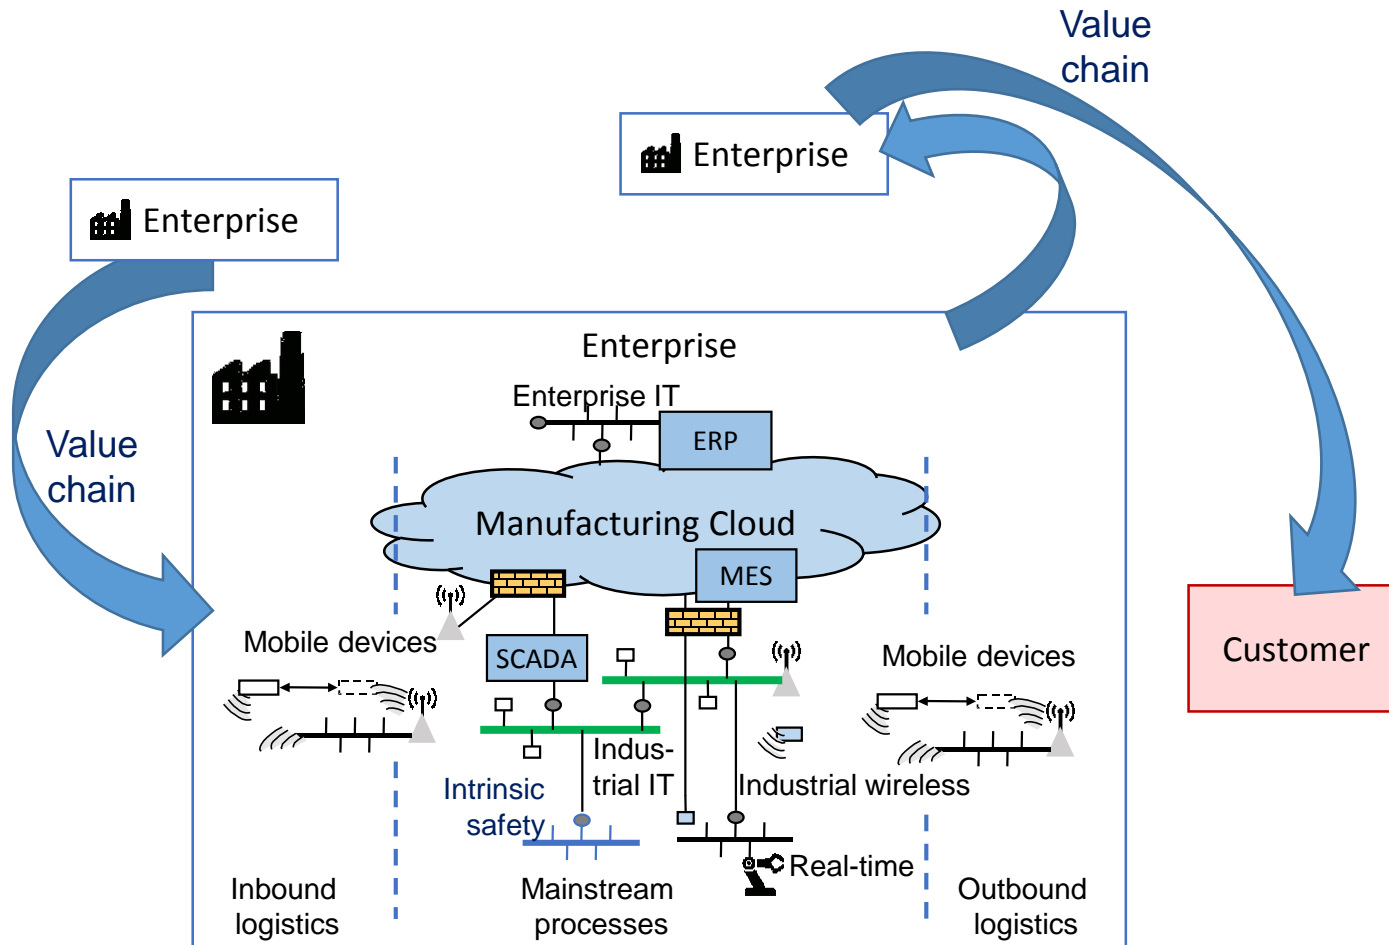 Value
chain
Enterprise
Enterprise
Enterprise
Enterprise IT
ERP
Value
chain
Manufacturing Cloud
MES
Mobile devices
SCADA
Mobile devices
Customer
Indus-
trial IT
Intrinsic
safety
Industrial wireless
Real-time
Inbound
logistics
Mainstream
processes
Outbound
logistics